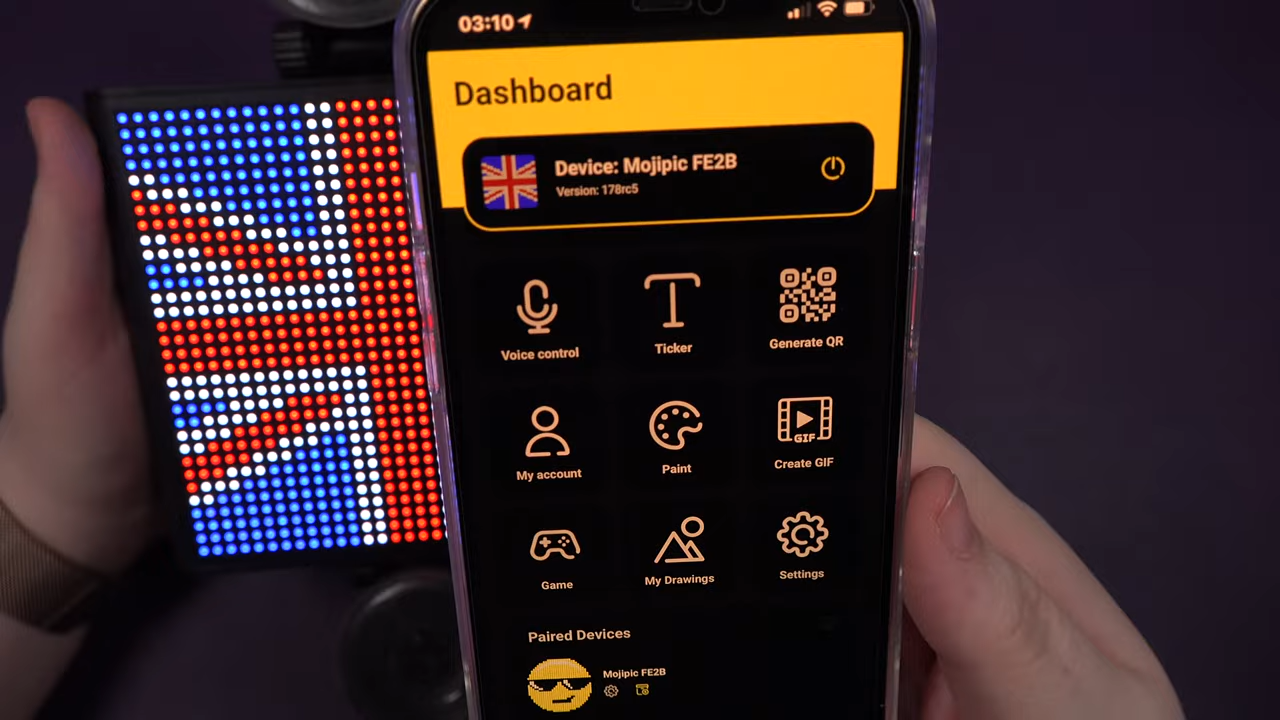 03:10
Dashboard
Device: Mojipic FE2B
Version: 178rc5
Voice control
Ticker
Generate QR
My account
Paint
GIF
Create GIF
Game
My Drawings
Settings
Paired Devices
Mojipic FE2B